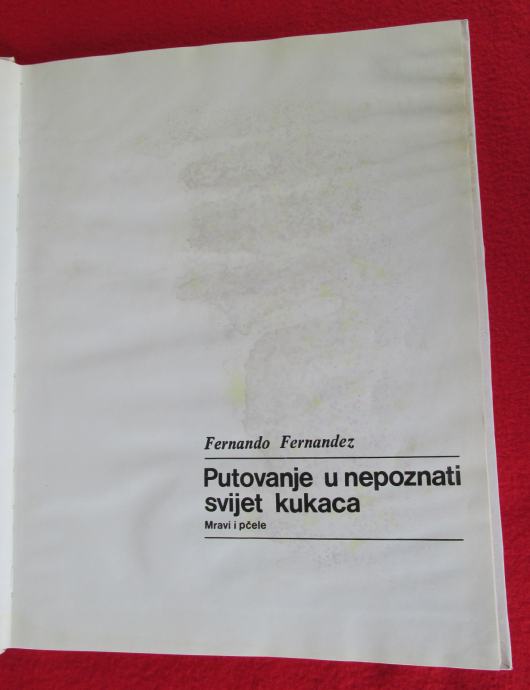 Fernando Fernandez
Putovanje u nepoznati
svijet kukaca
Mravi i pčele